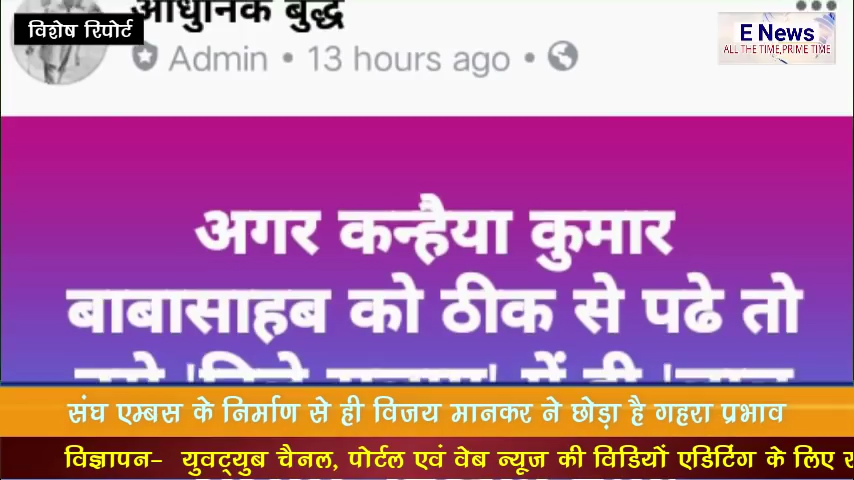 आधुनिक बुद्ध
विशेष रिपोर्ट
Admin • 13 hours ago •
E News
ALL THE TIME,PRIME TIME
अगर कन्हैया कुमार
बाबासाहब को ठीक से पढे तो
संघ एम्बस के निर्माण से ही विजय मानकर ने छोड़ा है गहरा प्रभाव
विज्ञापन– युवट्युब चैनल, पोर्टल एवं वेब न्यूज की विडियों एडिटिंग के लिए